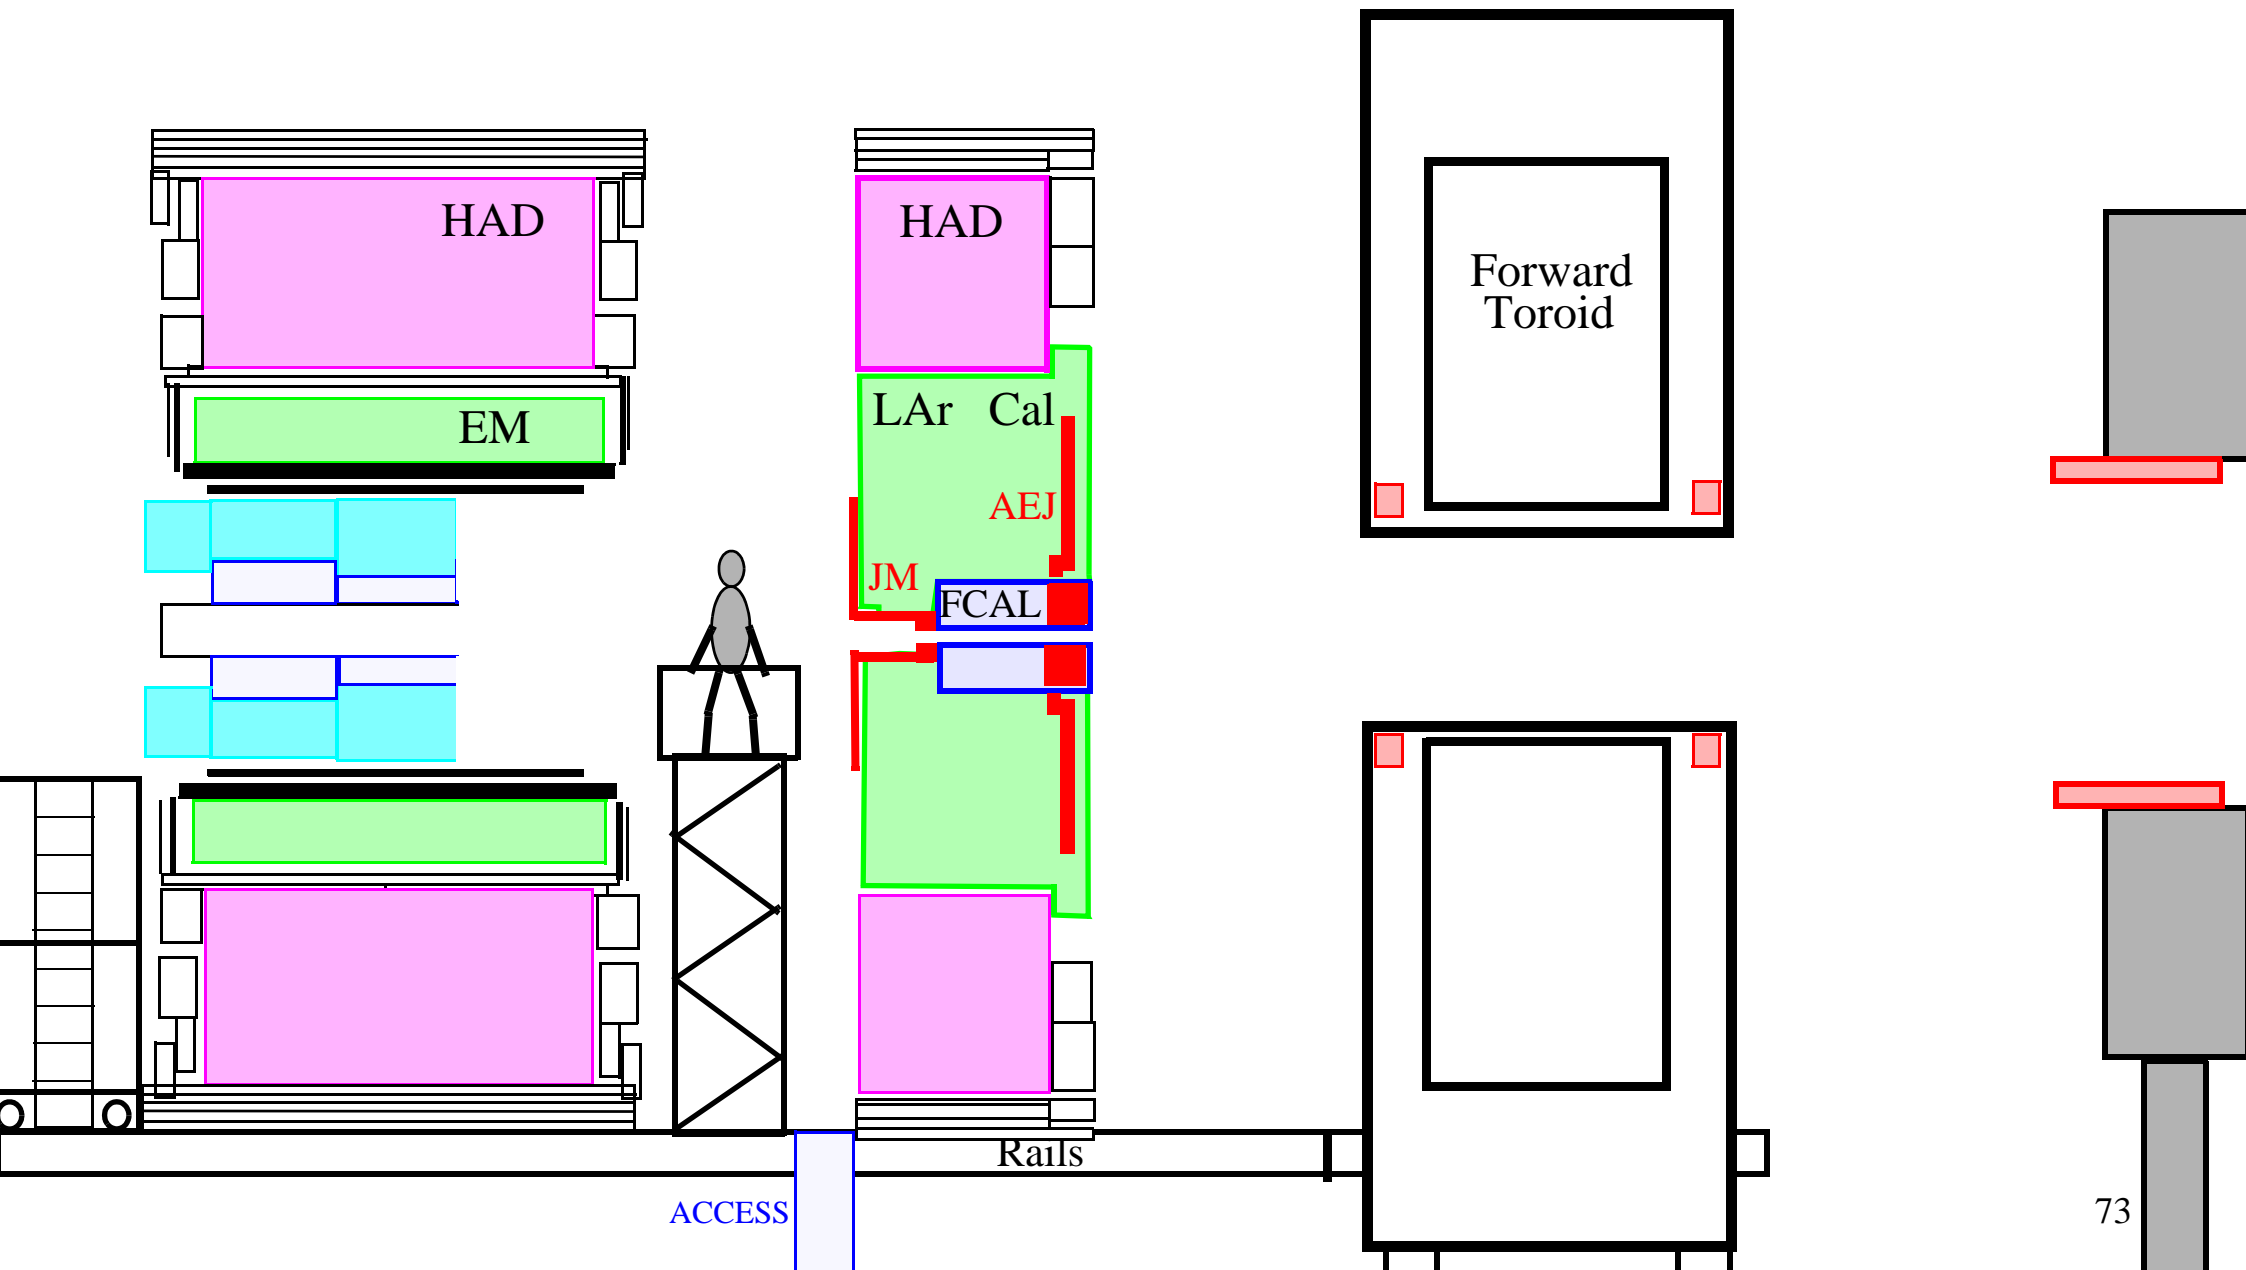 HAD
HAD
Forward
Toroid
LAr Cal
EM
AEJ
JM
FCAL
Rails
ACCESS
73